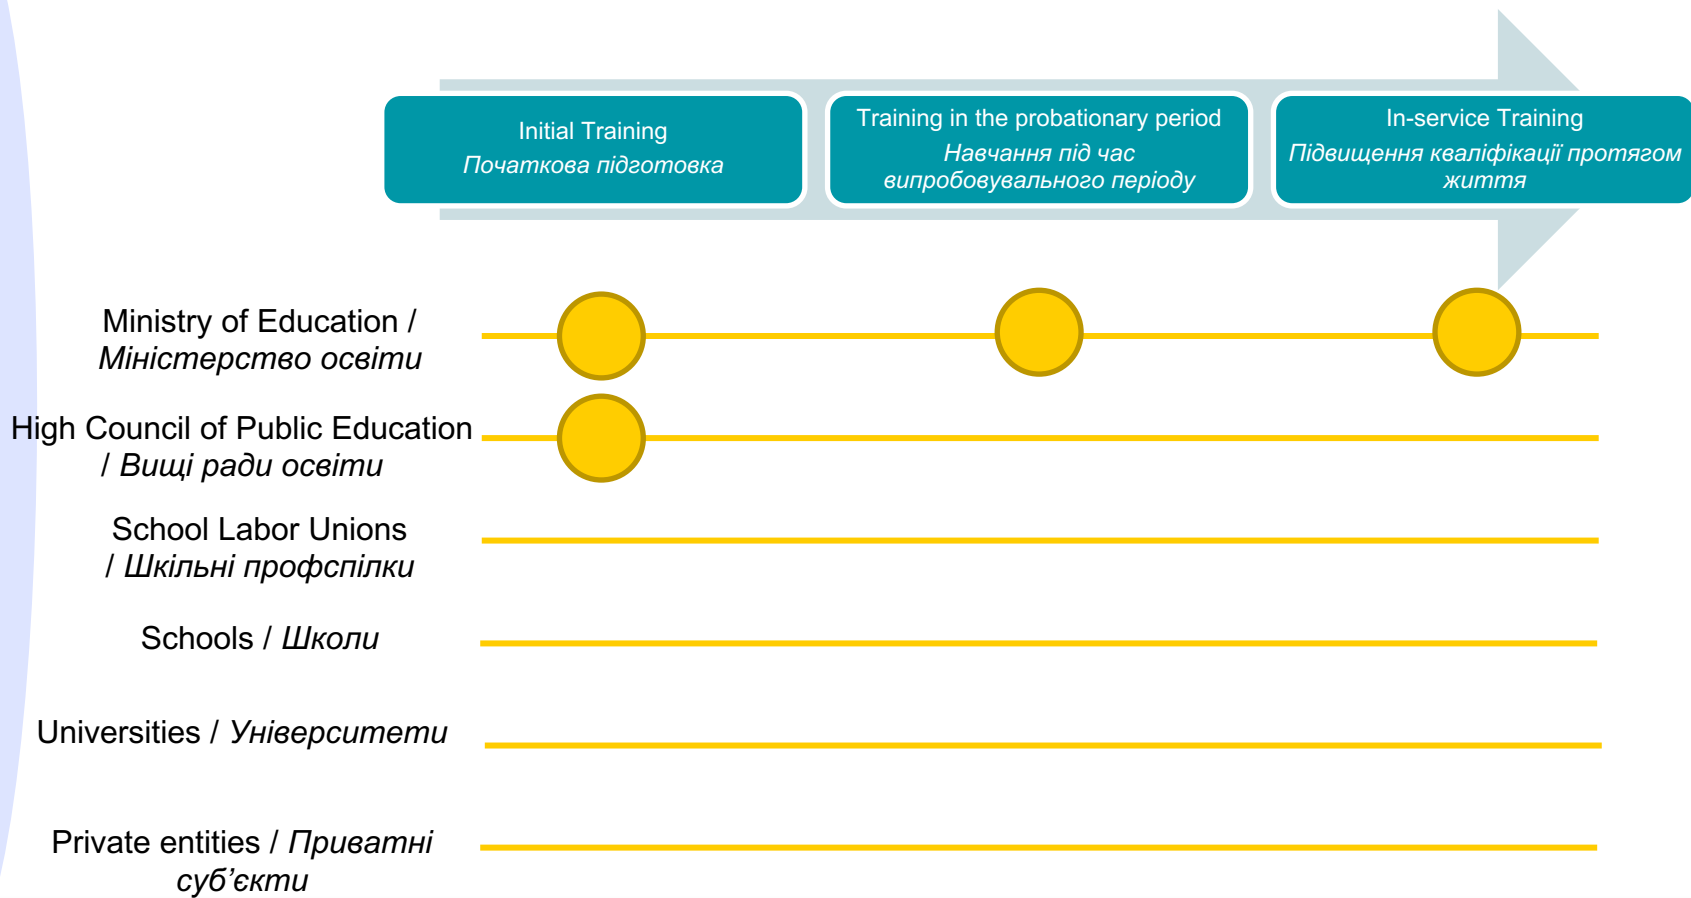 Initial Training
Початкова підготовка
Training in the probationary period
Навчання під час
випробовувального періоду
In-service Training
Підвищення кваліфікації протягом
життя
Ministry of Education /
Міністерство освіти
High Council of Public Education
/ Вищі ради освіти
School Labor Unions
/ Шкільні профспілки
Schools / Школи
Universities / Університети
Private entities / Приватні
суб’єкти